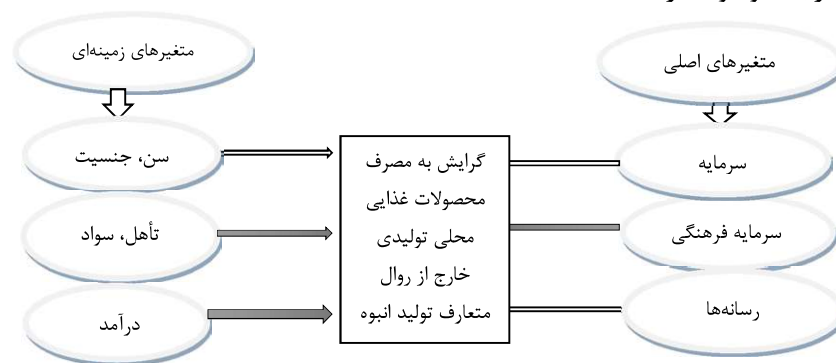 متغیرهای اصلی
سرمایه
سرمایه فرهنگی
رسانه‌ها
گرایش به مصرف
محصولات غذایی
محلی تولیدی
خارج از روال
متعارف تولید انبوه
متغیرهای زمینه‌ای
سن، جنسیت
تأهل، سواد
درآمد